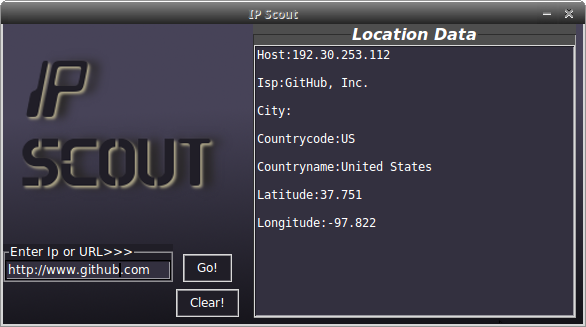 IP Scout
IP
SCOUT
Enter Ip or URL>>>
http://www.github.com
Go!
Clear!
Location Data
Host:192.30.253.112
Isp:GitHub, Inc.
City:
Countrycode:US
Countryname:United States
Latitude:37.751
Longitude:-97.822